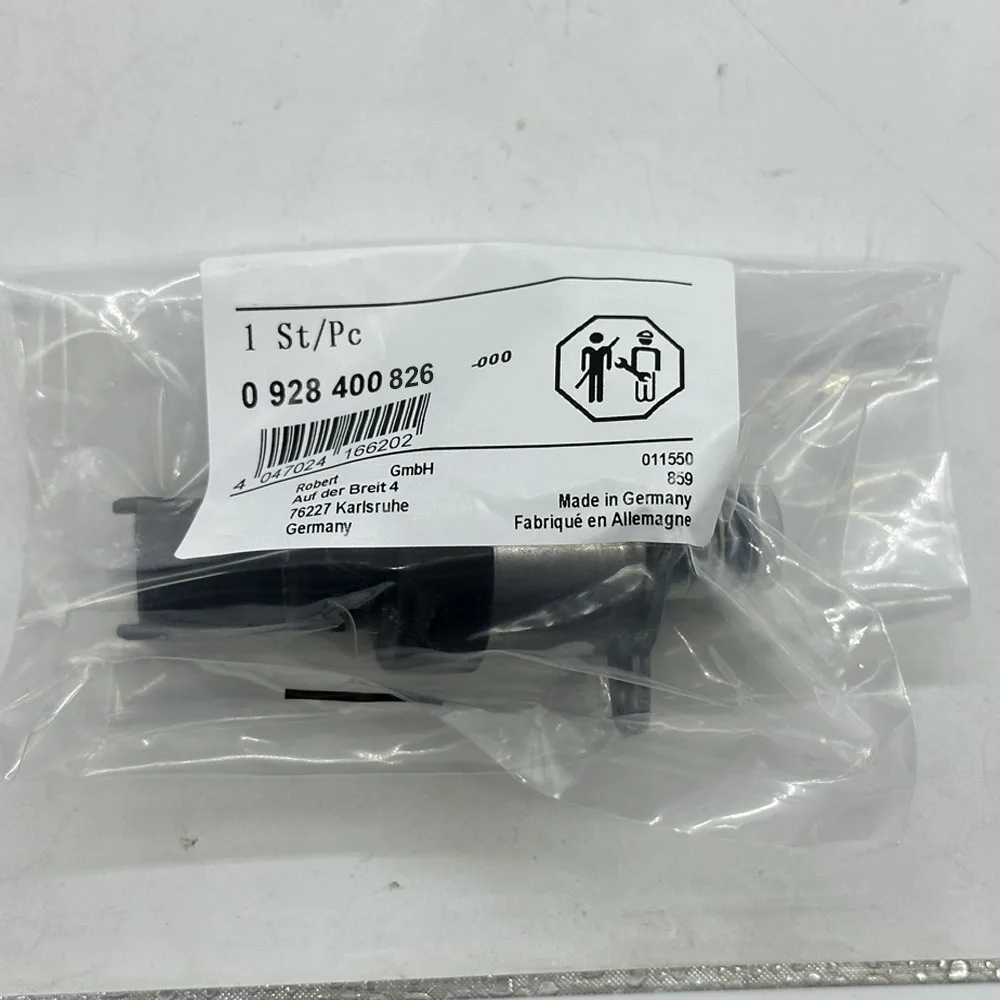 1 St/Pc
0 928 400 826 -000
4 047024 166202
Robert GmbH
Auf der Breit 4
76227 Karlsruhe
Germany
011550
859
Made in Germany
Fabriqué en Allemagne